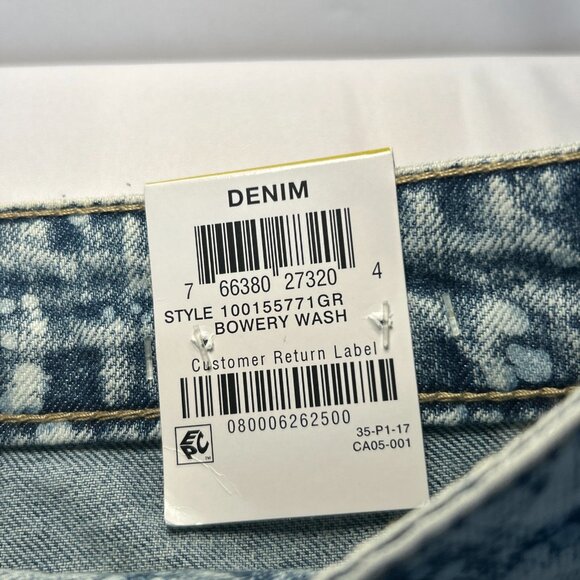 DENIM
7 66380 27320 4
STYLE 100155771GR
BOWERY WASH
Customer Return Label
080006262500
35-P1-17
CA05-001
EPC
TM